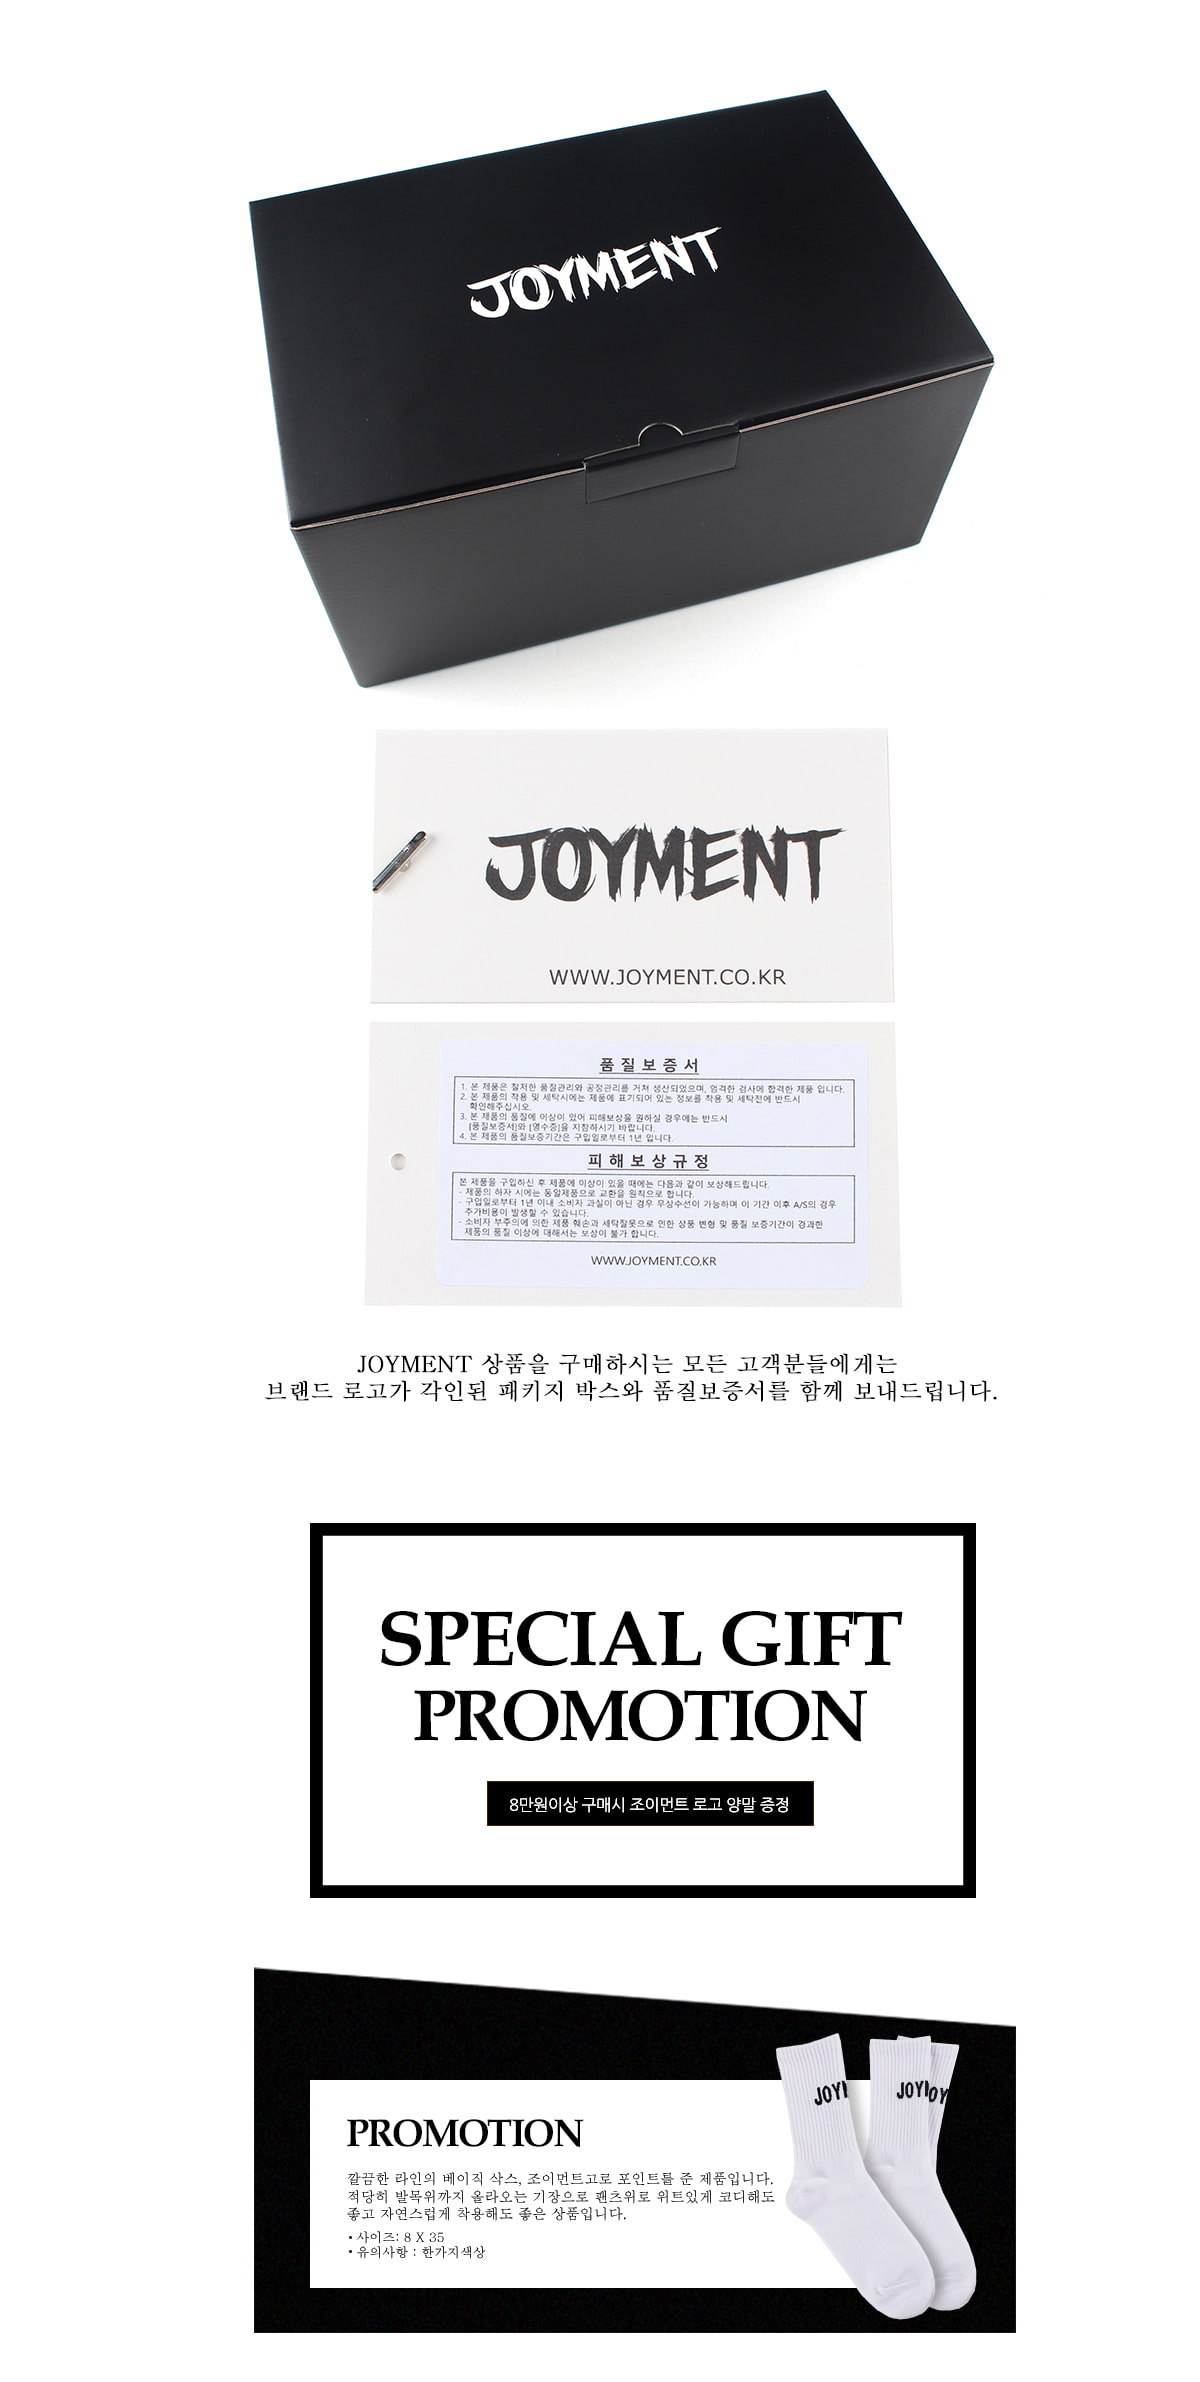 JOYMENT
JOYMENT
WWW.JOYMENT.CO.KR
품질보증서
1. 본 제품은 철저한 품질관리와 공정관리를 거쳐 생산되었으며, 엄격한 검사에 합격한 제품 입니다.
2. 본 제품의 착용 및 세탁시에는 제품에 표기되어 있는 정보를 착용 및 세탁전에 반드시
확인해주십시오.
3. 본 제품의 품질에 이상이 있어 피해보상을 원하실 경우에는 반드시
[품질보증서]와 [영수증]을 지참하시기 바랍니다.
4. 본 제품의 품질보증기간은 구입일로부터 1년 입니다.
피해보상규정
본 제품을 구입하신 후 제품에 이상이 있을 때에는 다음과 같이 보상해드립니다.
- 제품의 하자 시에는 동일제품으로 교환을 원칙으로 합니다.
- 구입일로부터 1년 이내 소비자 과실이 아닌 경우 무상수선이 가능하며 이 기간 이후 A/S의 경우
추가비용이 발생할 수 있습니다.
- 소비자 부주의에 의한 제품 훼손과 세탁잘못으로 인한 상품 변형 및 품질 보증기간이 경과한
제품의 품질 이상에 대해서는 보상이 불가 합니다.
WWW.JOYMENT.CO.KR
JOYMENT 상품을 구매하시는 모든 고객분들에게는
브랜드 로고가 각인된 패키지 박스와 품질보증서를 함께 보내드립니다.
SPECIAL GIFT
PROMOTION
8만원이상 구매시 조이먼트 로고 양말 증정
JOYM
JOYM
OY
PROMOTION
깔끔한 라인의 베이직 삭스, 조이먼트고로 포인트를 준 제품입니다.
적당히 발목위까지 올라오는 기장으로 팬츠위로 위트있게 코디해도
좋고 자연스럽게 착용해도 좋은 상품입니다.
• 사이즈: 8 X 35
• 유의사항 : 한가지색상